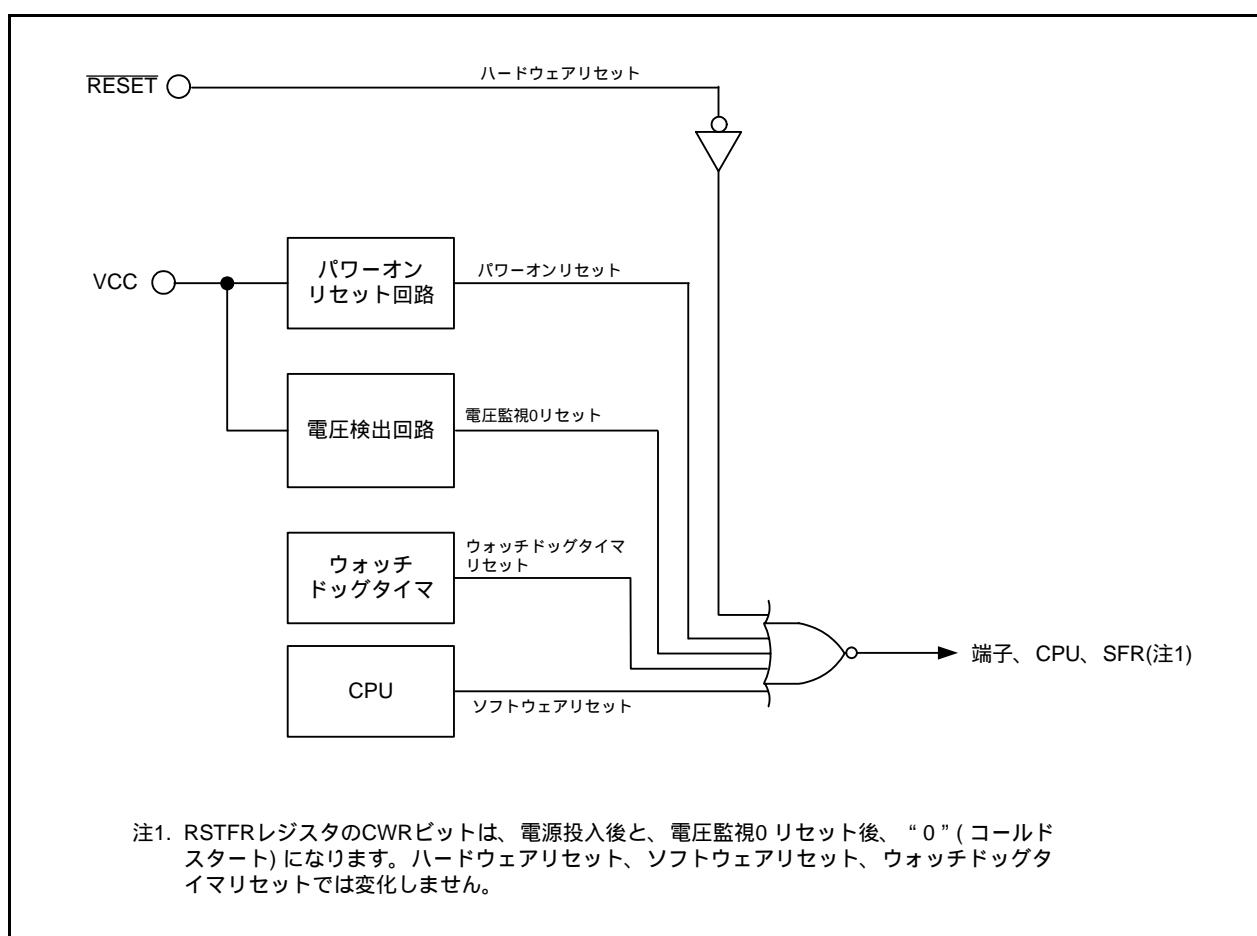 RESET
ハードウェアリセット
VCC
パワーオン
リセット回路
パワーオンリセット
電圧検出回路
電圧監視0リセット
ウォッチ
ドッグタイマ
ウォッチドッグタイマ
リセット
CPU
ソフトウェアリセット
端子、CPU、SFR(注1)
注1. RSTFRレジスタのCWRビットは、電源投入後と、電圧監視0 リセット後、“ 0 ” ( コールド
スタート) になります。ハードウェアリセット、ソフトウェアリセット、ウォッチドッグタ
イマリセットでは変化しません。